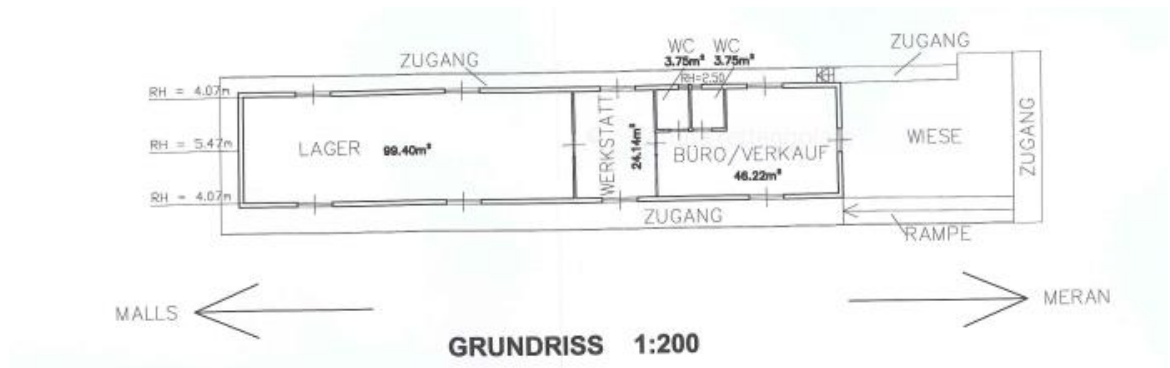 ZUGANG
WC WC
3.75m² 3.75m²
RH=2.50
ZUGANG
RH = 4.07m
RH = 5.47m
RH = 4.07m
LAGER 99.40m²
WERKSTATT
24.14m²
BÜRO/VERKAUF
46.22m²
WIESE
ZUGANG
ZUGANG
RAMPE
MALLS
MERAN
GRUNDRISS 1:200